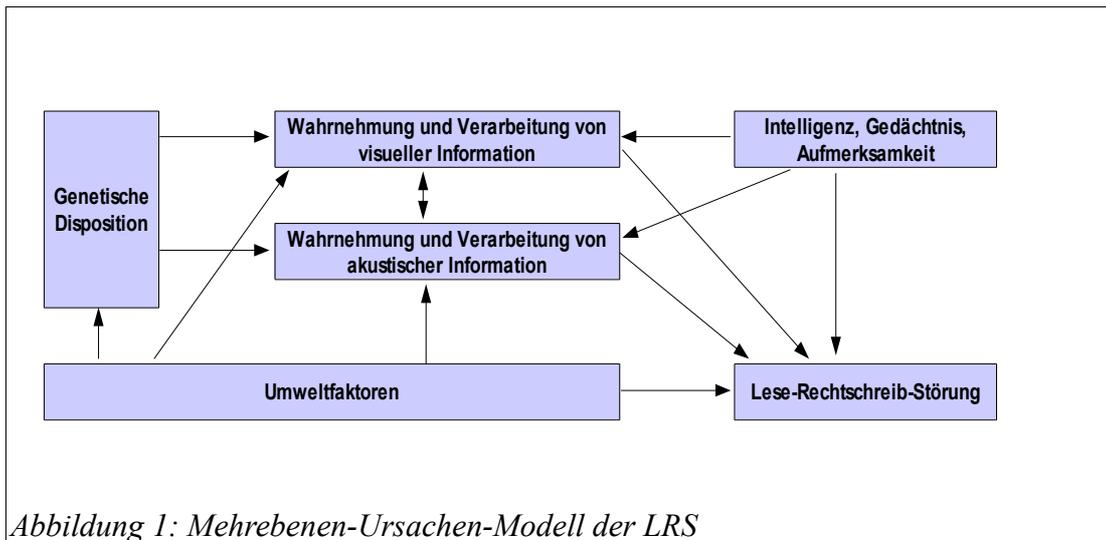 Wahrnehmung und Verarbeitung von
visueller Information
Intelligenz, Gedächtnis,
Aufmerksamkeit
Genetische
Disposition
Wahrnehmung und Verarbeitung von
akustischer Information
Umweltfaktoren
Lese-Rechtschreib-Störung
Abbildung 1: Mehrebenen-Ursachen-Modell der LRS